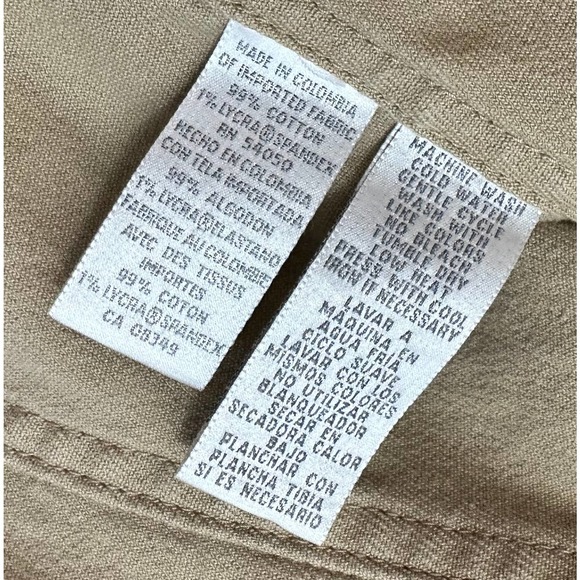 MADE IN COLOMBIA
OF IMPORTED FABRIC
99% COTTON
1% LYCRA®SPANDEX
RN 54050
HECHO EN COLOMBIA
CON TELA IMPORTADA
99% ALGODON
1% LYCRA®ELASTANO
FABRIQUE AU COLOMBIE
AVEC DES TISSUS
IMPORTES
99% COTON
1% LYCRA®SPANDEX
CA 08349
MACHINE WASH
COLD WATER
GENTLE CYCLE
WASH WITH
LIKE COLORS
NO BLEACH
TUMBLE DRY
LOW HEAT
PRESS WITH COOL
IRON IF NECESSARY
LAVAR A
MÁQUINA EN
AGUA FRIA
CICLO SUAVE
LAVAR CON LOS
MISMOS COLORES
NO UTILIZAR
BLANQUEADOR
SECAR EN
SECADORA CALOR
BAJO
PLANCHAR CON
PLANCHA TIBIA
SI ES NECESARIO